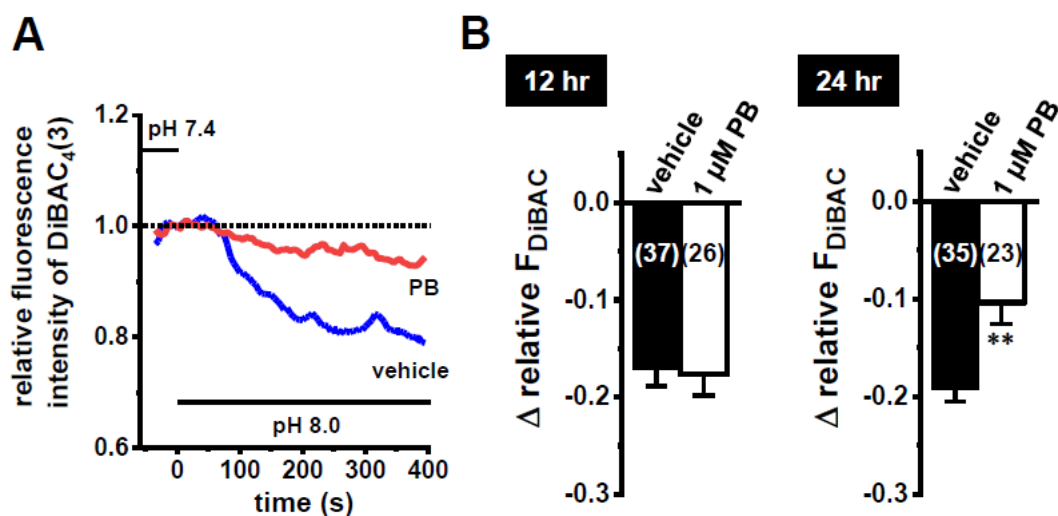 A
relative fluorescence
intensity of DiBAC4(3)
1.2
1.0
0.8
0.6
pH 7.4
PB
vehicle
pH 8.0
0
100
200
300
400
time (s)
B
12 hr
vehicle
1 μM PB
Δ relative FDiBAC
0.0
-0.1
-0.2
-0.3
(37)
(26)
24 hr
vehicle
1 μM PB
Δ relative FDiBAC
0.0
-0.1
-0.2
-0.3
(35)
(23)
**